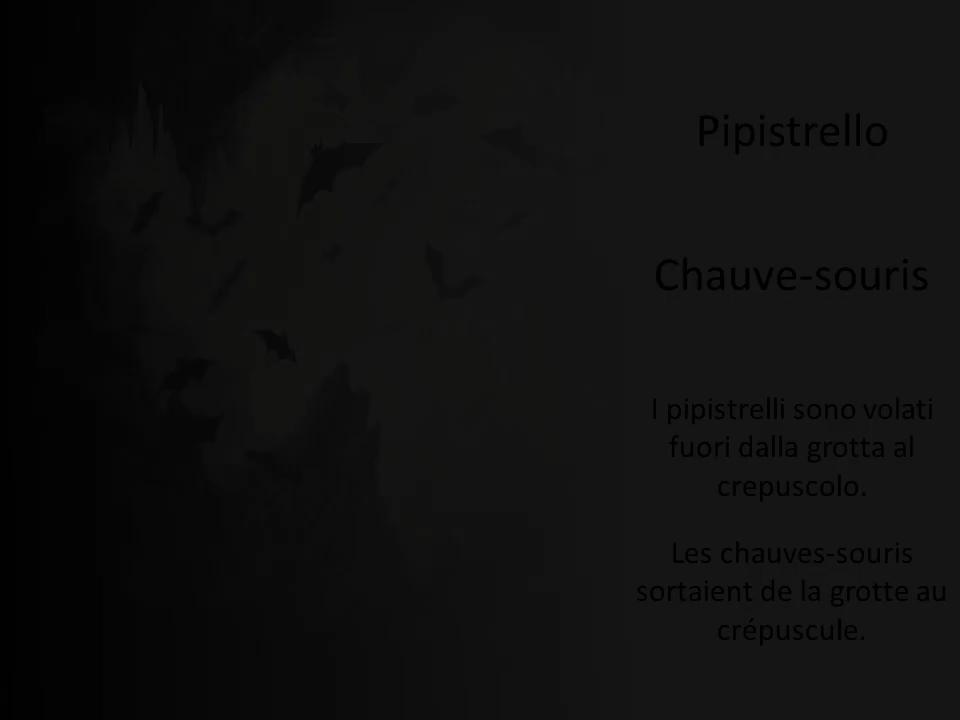 Pipistrello
Chauve-souris
I pipistrelli sono volati
fuori dalla grotta al
crepuscolo.
Les chauves-souris
sortaient de la grotte au
crépuscule.